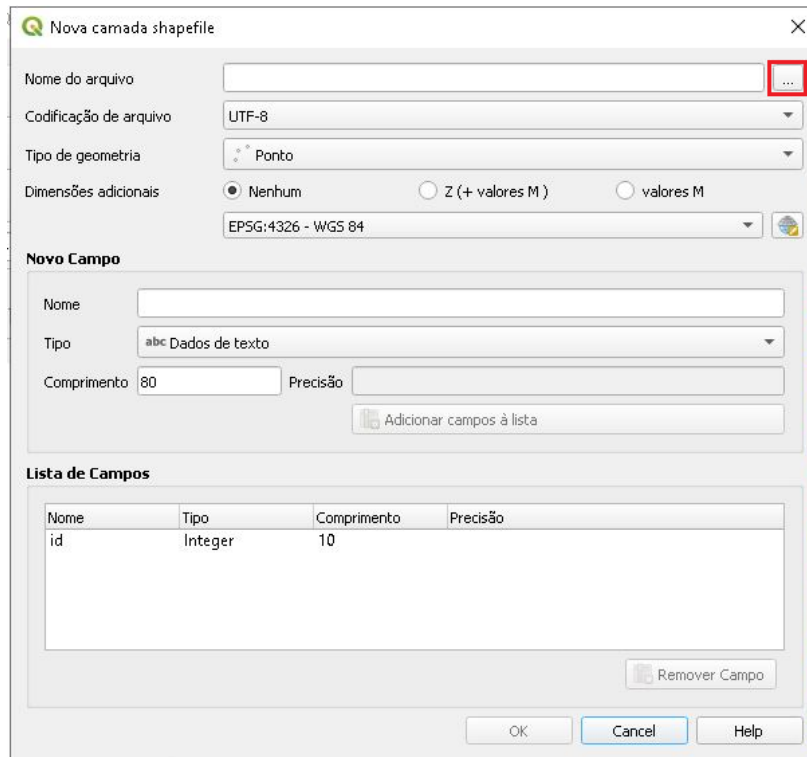 Nova camada shapefile
Nome do arquivo ...
Codificação de arquivo UTF-8
Tipo de geometria Ponto
Dimensões adicionais Nenhum Z (+ valores M ) valores M
EPSG:4326 - WGS 84
Novo Campo
Nome
Tipo abc Dados de texto
Comprimento 80 Precisão
Adicionar campos à lista
Lista de Campos
Nome Tipo Comprimento Precisão
id Integer 10
Remover Campo
OK Cancel Help